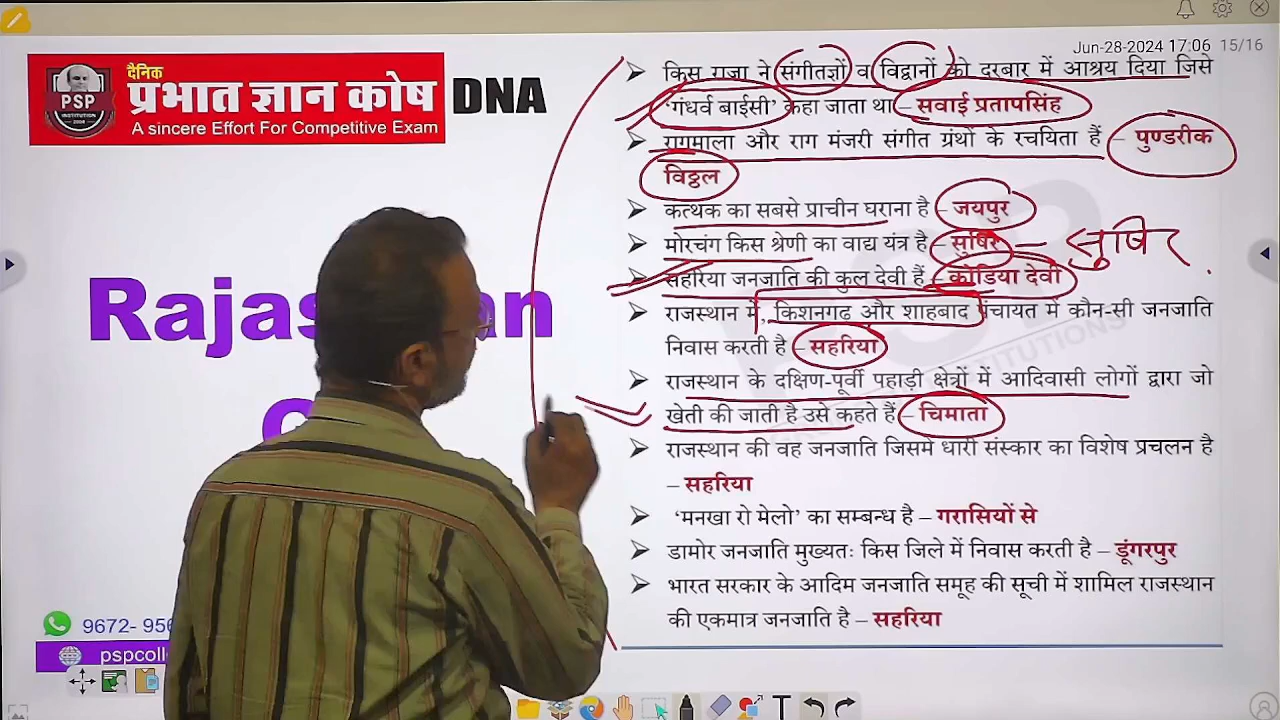 Jun-28-2024 17:06 15/16
दैनिक
प्रभात ज्ञान कोष DNA
A sincere Effort For Competitive Exam
PSP
INSTITUTION
➢ किस राजा ने संगीतज्ञों व विद्वानों को दरबार में आश्रय दिया जिसे
'गंधर्व बाईसी' कहा जाता था – सवाई प्रतापसिंह
➢ रागमाला और राग मंजरी संगीत ग्रंथों के रचयिता हैं – पुण्डरीक
विठ्ठल
➢ कत्थक का सबसे प्राचीन घराना है – जयपुर
➢ मोरचंग किस श्रेणी का वाद्य यंत्र है – सुषिर – सुषिर
➢ सहरिया जनजाति की कुल देवी हैं – कोडिया देवी
➢ राजस्थान में, किशनगढ और शाहबाद पंचायत में कौन-सी जनजाति
निवास करती है – सहरिया
➢ राजस्थान के दक्षिण-पूर्वी पहाड़ी क्षेत्रों में आदिवासी लोगों द्वारा जो
खेती की जाती है उसे कहते हैं – चिमाता
➢ राजस्थान की वह जनजाति जिसमें धारी संस्कार का विशेष प्रचलन है
– सहरिया
➢ 'मनखा रो मेलो' का सम्बन्ध है – गरासियों से
➢ डामोर जनजाति मुख्यतः किस जिले में निवास करती है – डूंगरपुर
➢ भारत सरकार के आदिम जनजाति समूह की सूची में शामिल राजस्थान
की एकमात्र जनजाति है – सहरिया
9672- 956
pspcoll